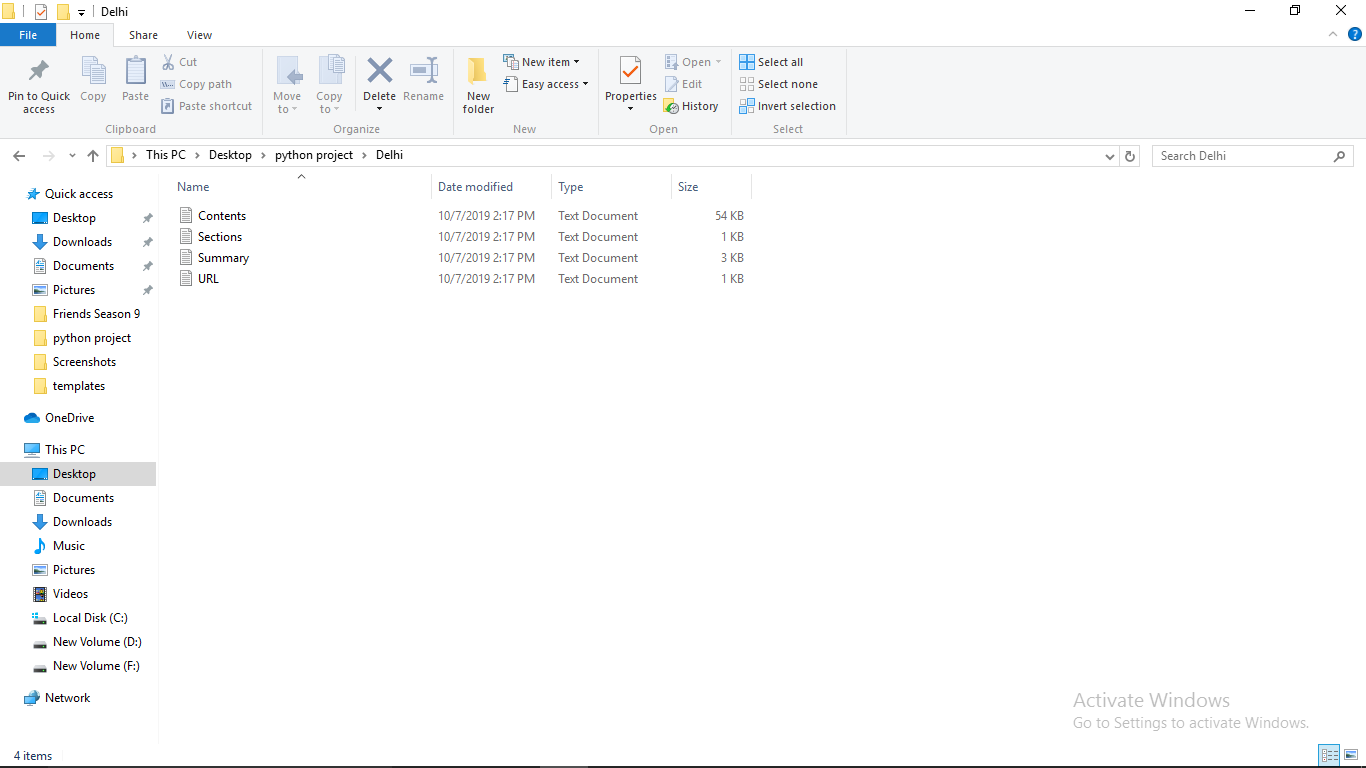 Delhi
File Home Share View
Pin to Quick access
Copy
Paste
Cut
Copy path
Paste shortcut
Clipboard
Move to
Copy to
Delete
Rename
Organize
New folder
New item
Easy access
New
Properties
Open
Edit
History
Open
Select all
Select none
Invert selection
Select
This PC > Desktop > python project > Delhi
Search Delhi
Name Date modified Type Size
Contents 10/7/2019 2:17 PM Text Document 54 KB
Sections 10/7/2019 2:17 PM Text Document 1 KB
Summary 10/7/2019 2:17 PM Text Document 3 KB
URL 10/7/2019 2:17 PM Text Document 1 KB
Quick access
Desktop
Downloads
Documents
Pictures
Friends Season 9
python project
Screenshots
templates
OneDrive
This PC
Desktop
Documents
Downloads
Music
Pictures
Videos
Local Disk (C:)
New Volume (D:)
New Volume (F:)
Network
Activate Windows
Go to Settings to activate Windows.
4 items